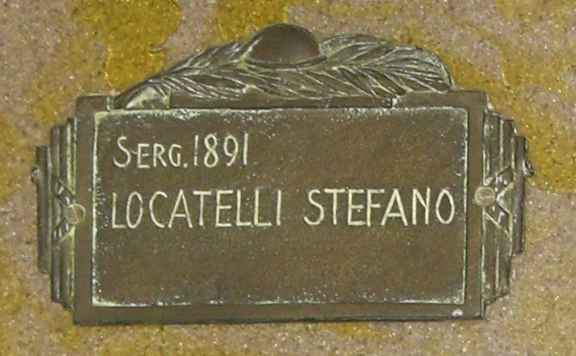 SERG. 1891
LOCATELLI STEFANO